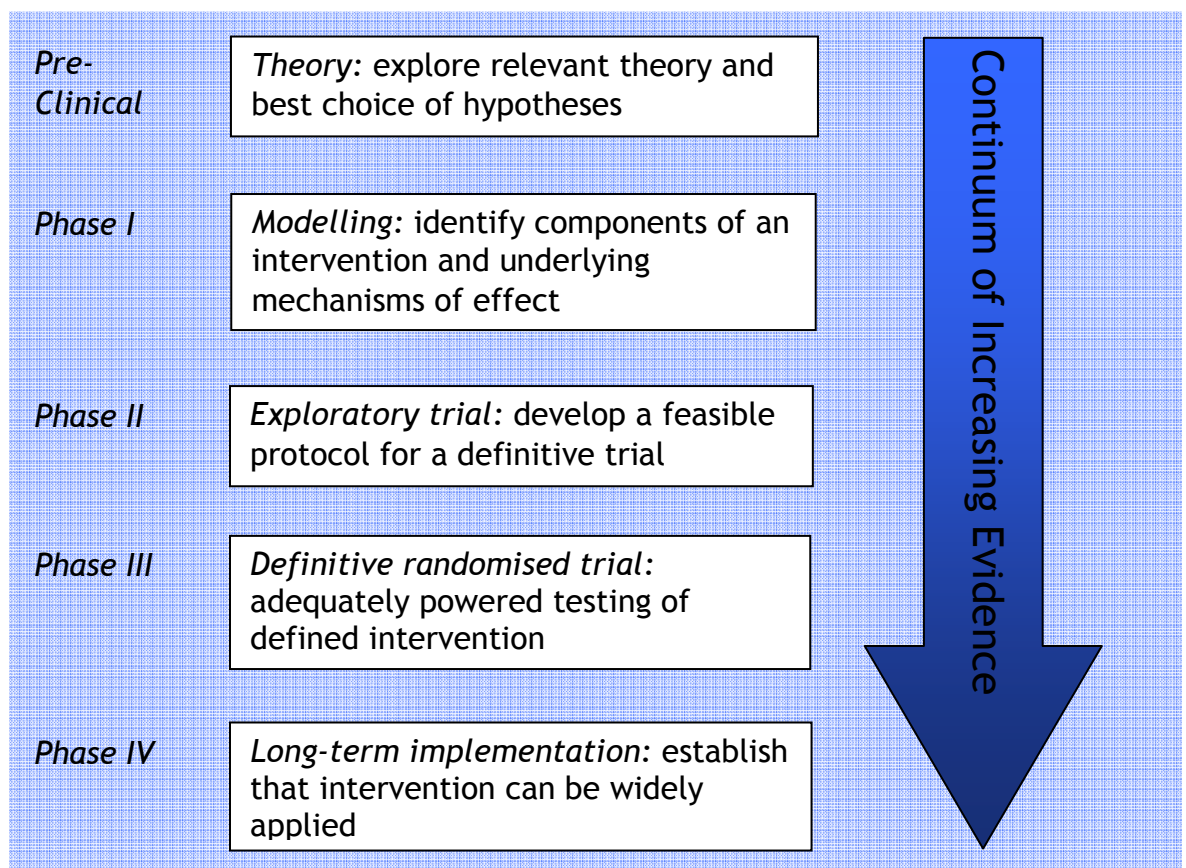 Pre-
Clinical
Theory: explore relevant theory and
best choice of hypotheses
Phase I
Modelling: identify components of an
intervention and underlying
mechanisms of effect
Phase II
Exploratory trial: develop a feasible
protocol for a definitive trial
Phase III
Definitive randomised trial:
adequately powered testing of
defined intervention
Phase IV
Long-term implementation: establish
that intervention can be widely
applied
Continuum of Increasing Evidence